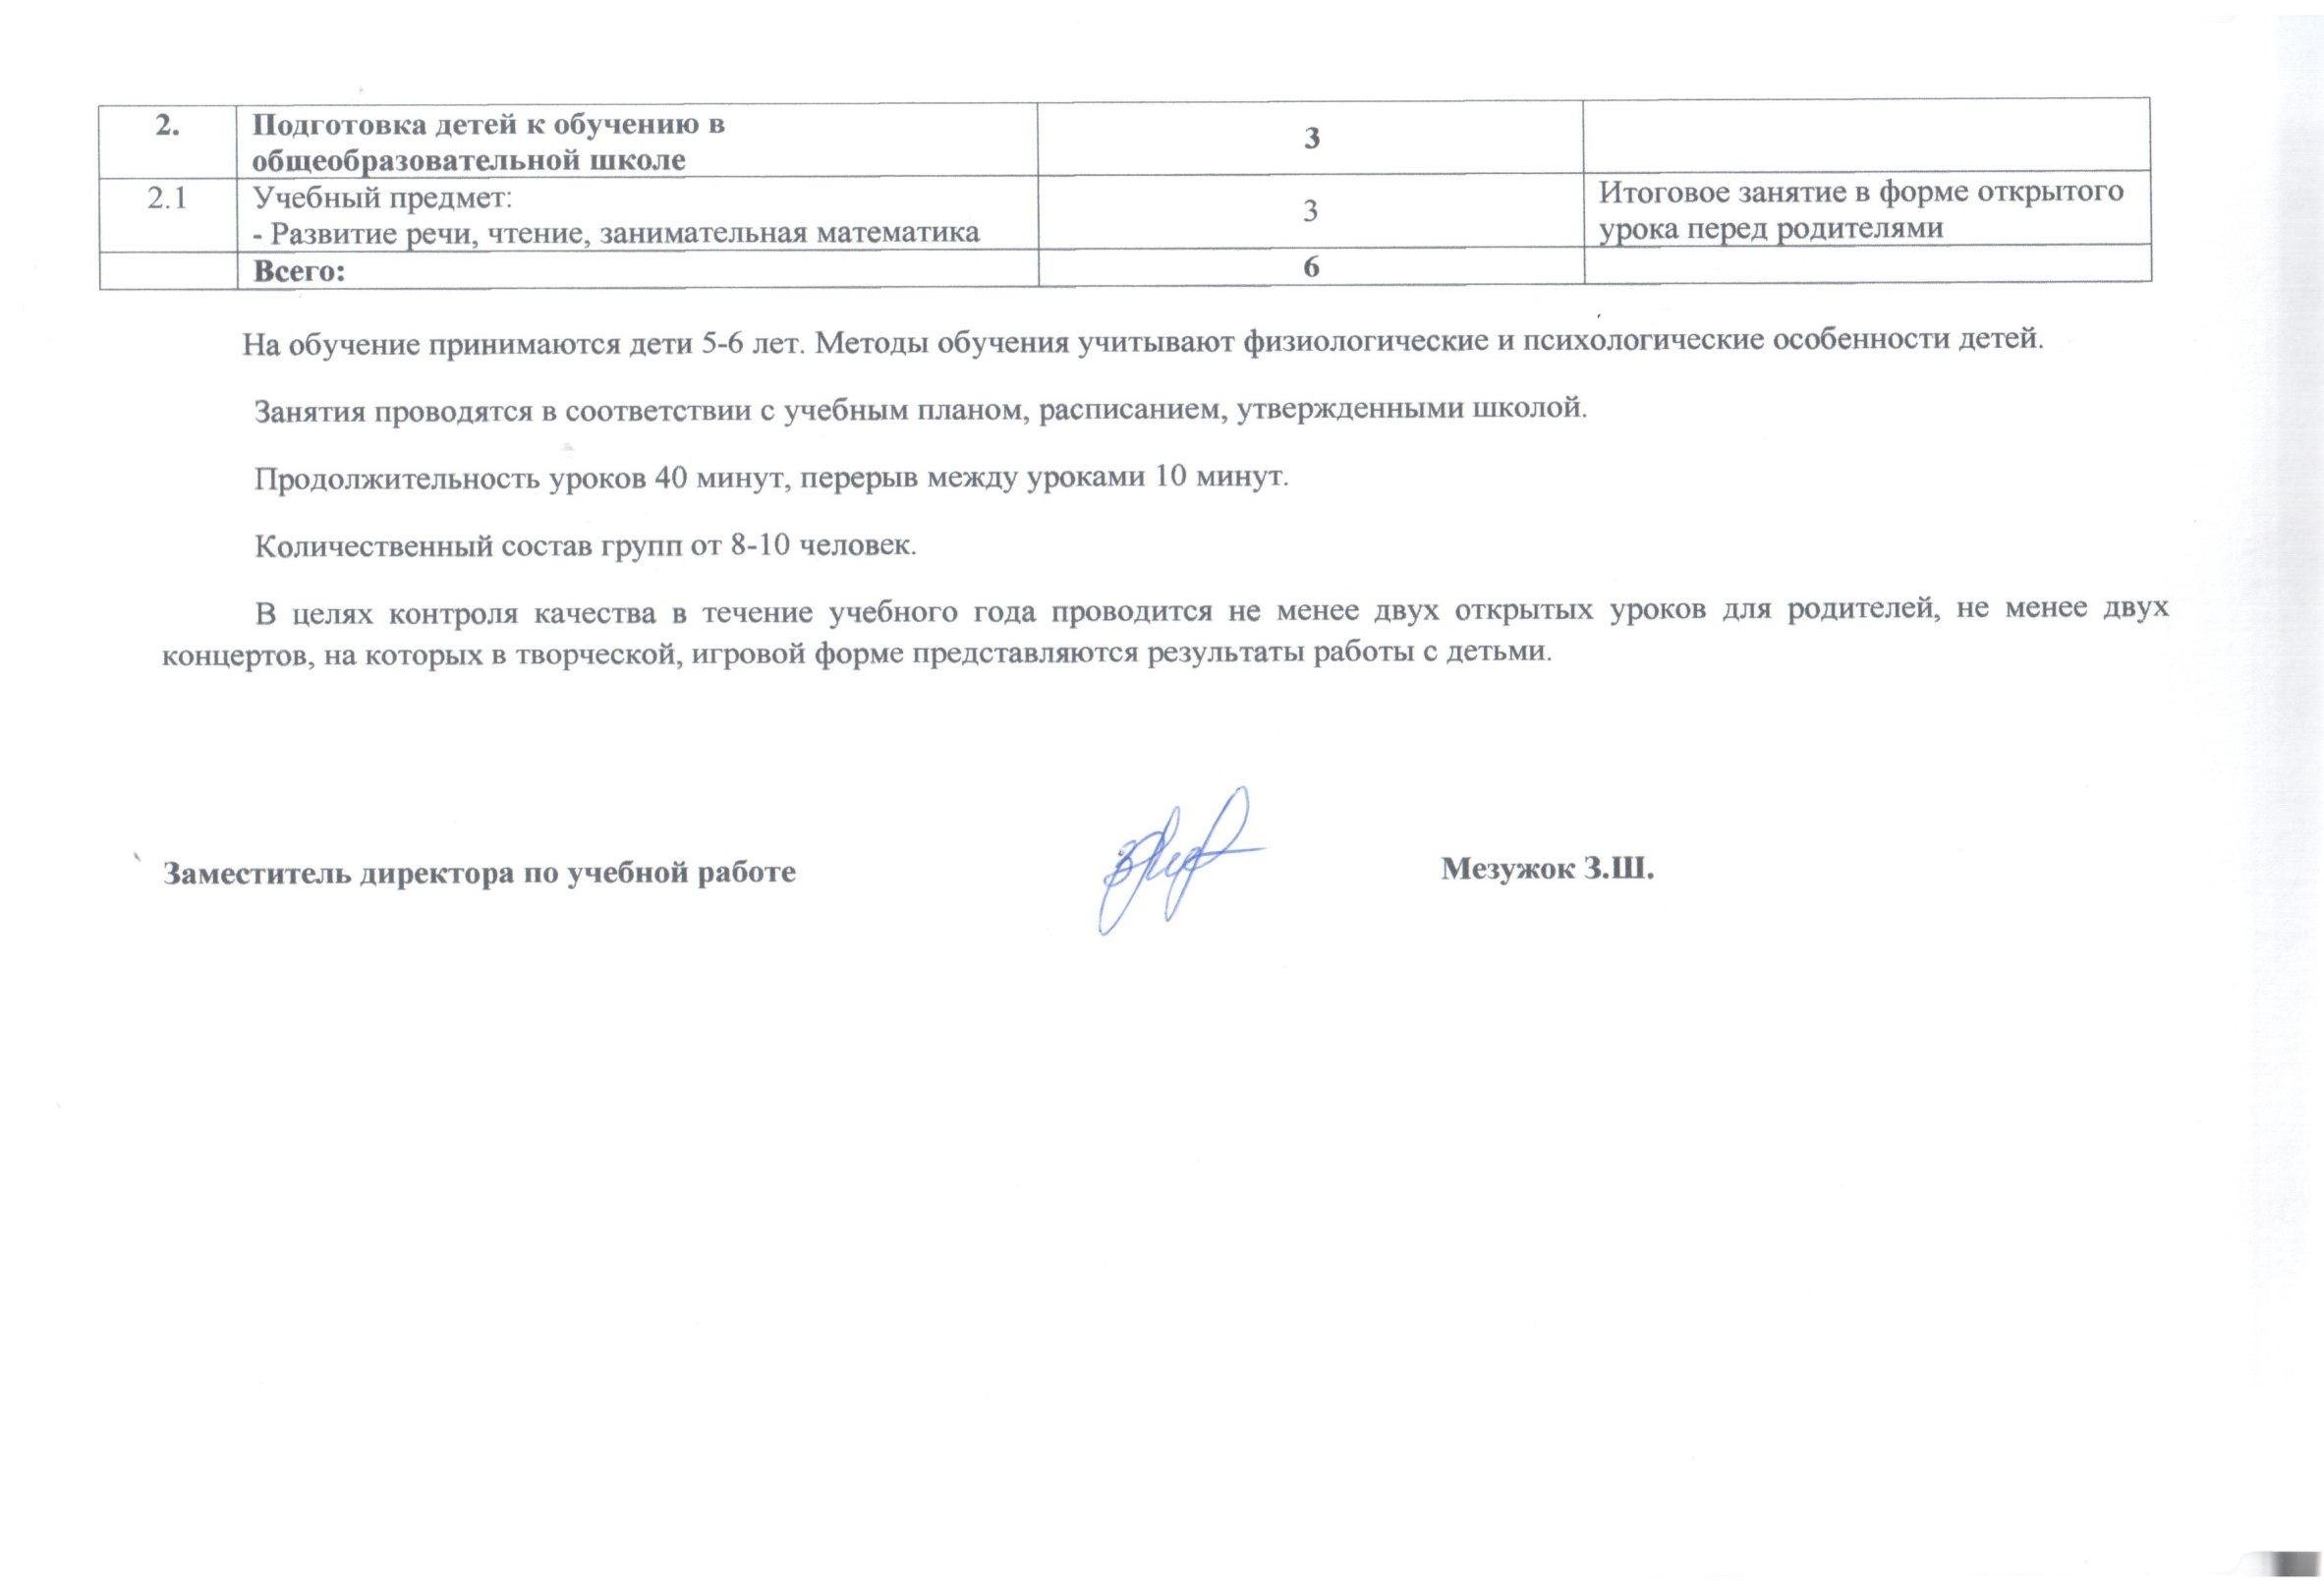 2. Подготовка детей к обучению в
общеобразовательной школе 3
2.1 Учебный предмет:
- Развитие речи, чтение, занимательная математика 3 Итоговое занятие в форме открытого
урока перед родителями
Всего: 6
На обучение принимаются дети 5-6 лет. Методы обучения учитывают физиологические и психологические особенности детей.
Занятия проводятся в соответствии с учебным планом, расписанием, утвержденными школой.
Продолжительность уроков 40 минут, перерыв между уроками 10 минут.
Количественный состав групп от 8-10 человек.
В целях контроля качества в течение учебного года проводится не менее двух открытых уроков для родителей, не менее двух
концертов, на которых в творческой, игровой форме представляются результаты работы с детьми.
Заместитель директора по учебной работе Мезужок З.Ш.